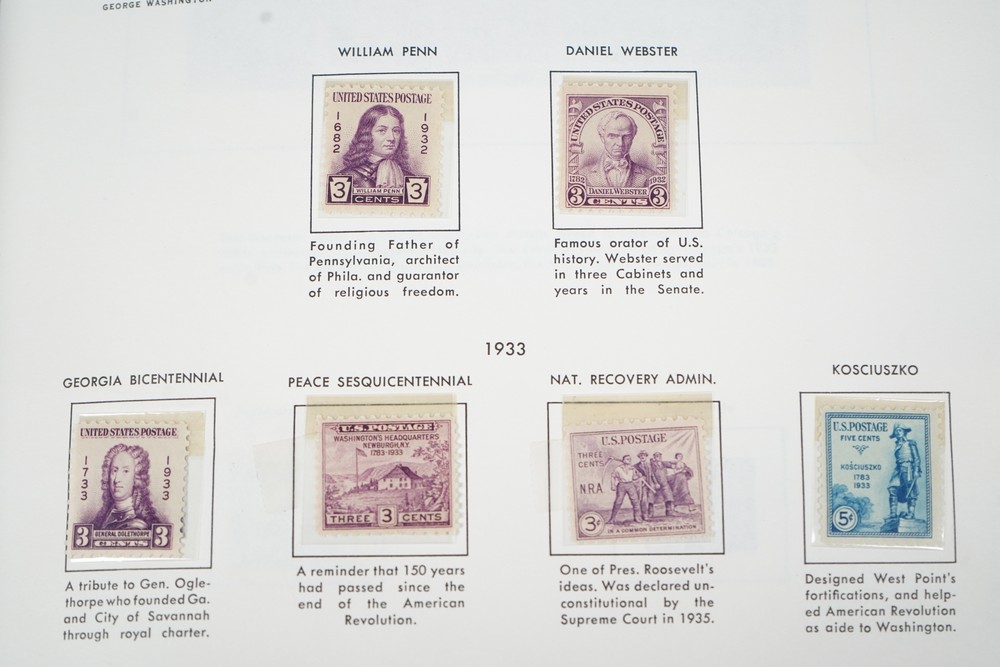 GEORGE WASHINGTON
WILLIAM PENN
DANIEL WEBSTER
UNITED STATES POSTAGE
1682
1932
3
WILLIAM PENN
3
CENTS
UNITED STATES POSTAGE
1782
1932
3
DANIEL WEBSTER
3
CENTS
Founding Father of
Pennsylvania, architect
of Phila. and guarantor
of religious freedom.
Famous orator of U.S.
history. Webster served
in three Cabinets and
years in the Senate.
1933
GEORGIA BICENTENNIAL
PEACE SESQUICENTENNIAL
NAT. RECOVERY ADMIN.
KOSCIUSZKO
UNITED STATES POSTAGE
1733
1933
3
GENERAL OGLETHORPE
3
CENTS
U.S. POSTAGE
WASHINGTON'S HEADQUARTERS
NEWBURGH, N.Y.
1783-1933
THREE 3 CENTS
U.S. POSTAGE
THREE
CENTS
N.R.A.
3¢
IN A COMMON DETERMINATION
U.S. POSTAGE
FIVE CENTS
KOŚCIUSZKO
1783
1933
5¢
A tribute to Gen. Ogle-
thorpe who founded Ga.
and City of Savannah
through royal charter.
A reminder that 150 years
had passed since the
end of the American
Revolution.
One of Pres. Roosevelt's
ideas. Was declared un-
constitutional by the
Supreme Court in 1935.
Designed West Point's
fortifications, and help-
ed American Revolution
as aide to Washington.